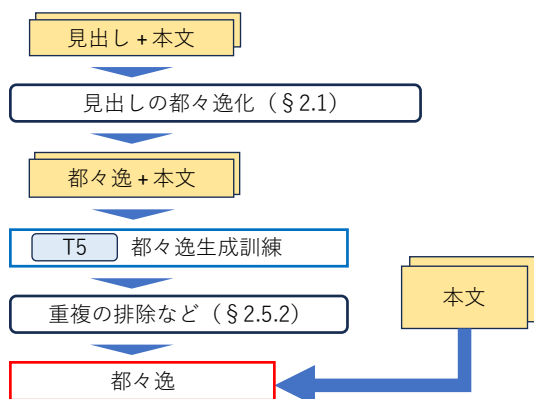 見出し+本文
見出しの都々逸化（§2.1）
都々逸+本文
T5 都々逸生成訓練
重複の排除など（§2.5.2）
本文
都々逸